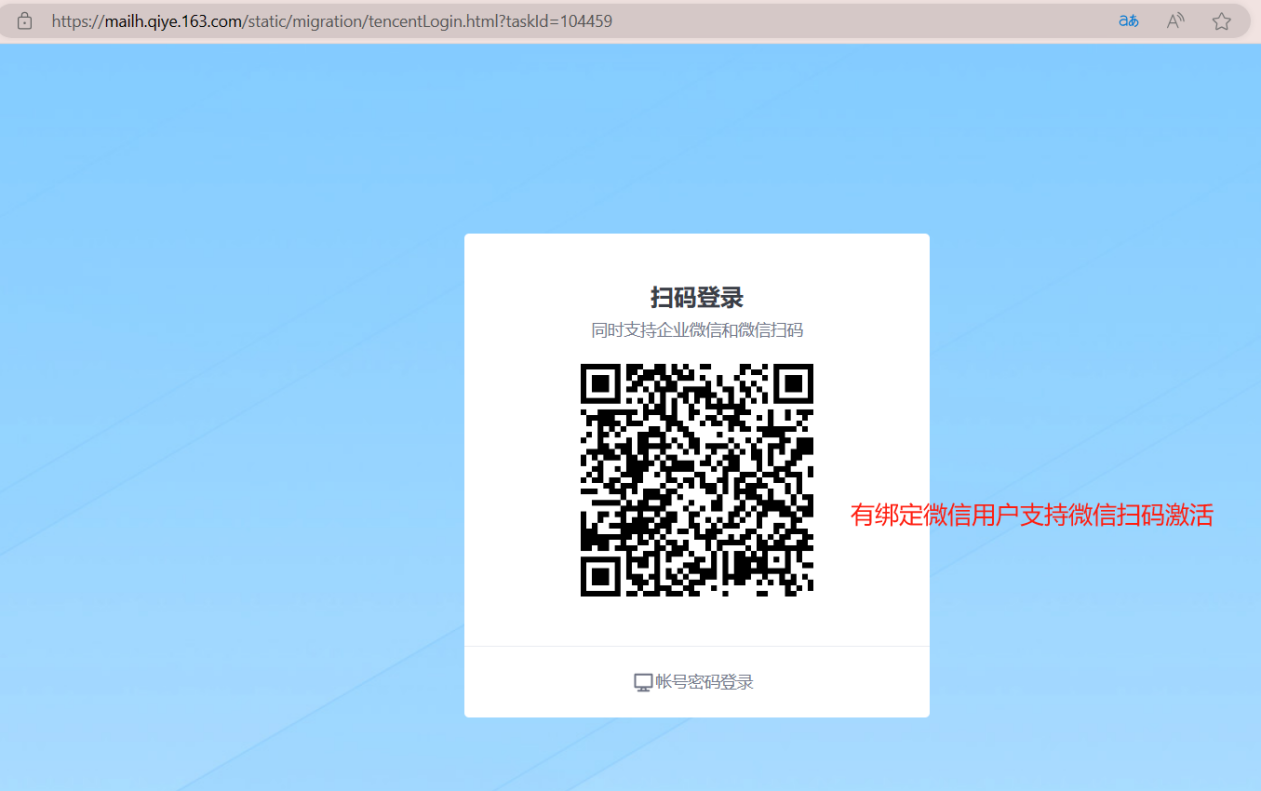 https://mailh.qiye.163.com/static/migration/tencentLogin.html?taskId=104459
扫码登录
同时支持企业微信和微信扫码
有绑定微信用户支持微信扫码激活
帐号密码登录